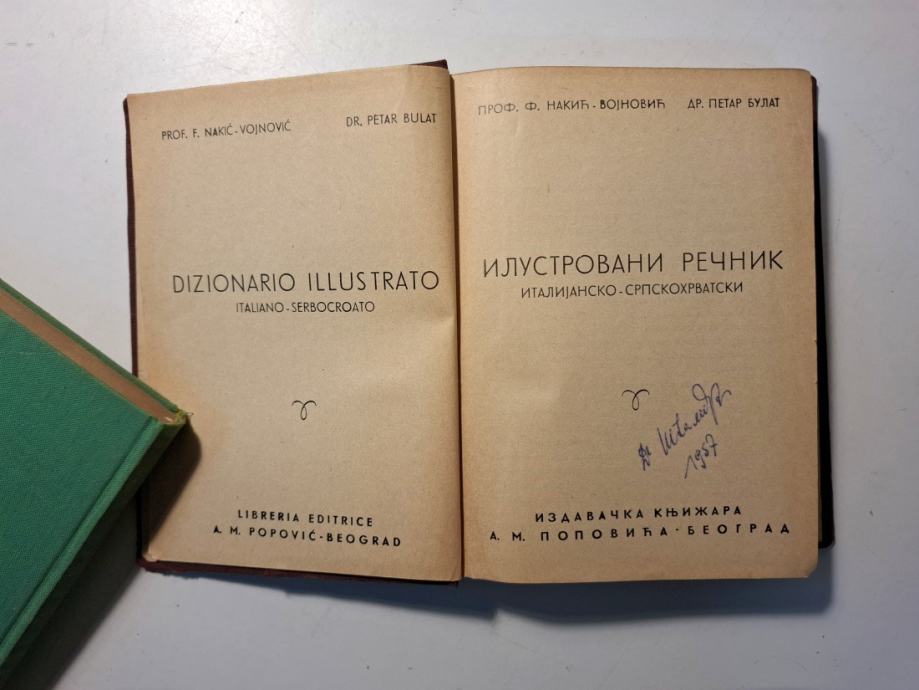 PROF. F. NAKIĆ-VOJNOVIĆ DR. PETAR BULAT
DIZIONARIO ILLUSTRATO
ITALIANO-SERBOCROATO
LIBRERIA EDITRICE
A. M. POPOVIĆ-BEOGRAD
ПРОФ. Ф. НАКИЋ-ВОЈНОВИЋ ДР. ПЕТАР БУЛАТ
ИЛУСТРОВАНИ РЕЧНИК
ИТАЛИЈАНСКО-СРПСКОХРВАТСКИ
1957
ИЗДАВАЧКА КЊИЖАРА
А. М. ПОПОВИЋА·БЕОГРАД